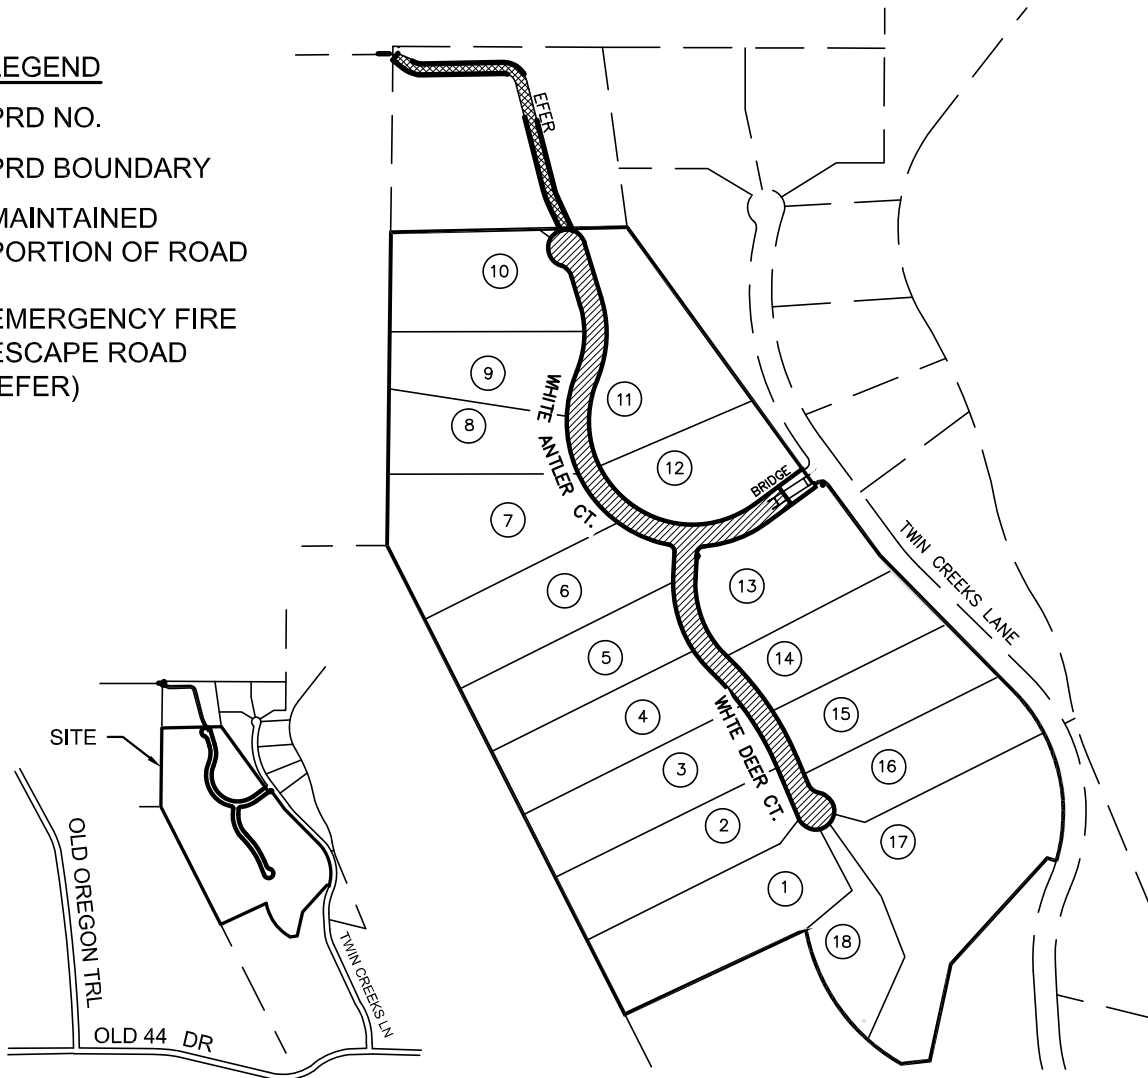 LEGEND
PRD NO.
PRD BOUNDARY
MAINTAINED
PORTION OF ROAD
EMERGENCY FIRE
ESCAPE ROAD
EFER)
EFER
10
9
8
11
12
WHITE ANTLER CT.
BRIDGE
7
6
13
TWIN CREEKS LANE
5
14
4
15
WHTE DEER CT.
3
16
2
17
1
18
SITE
OLD OREGON TRL
TWIN CREEKS LN
OLD 44 DR